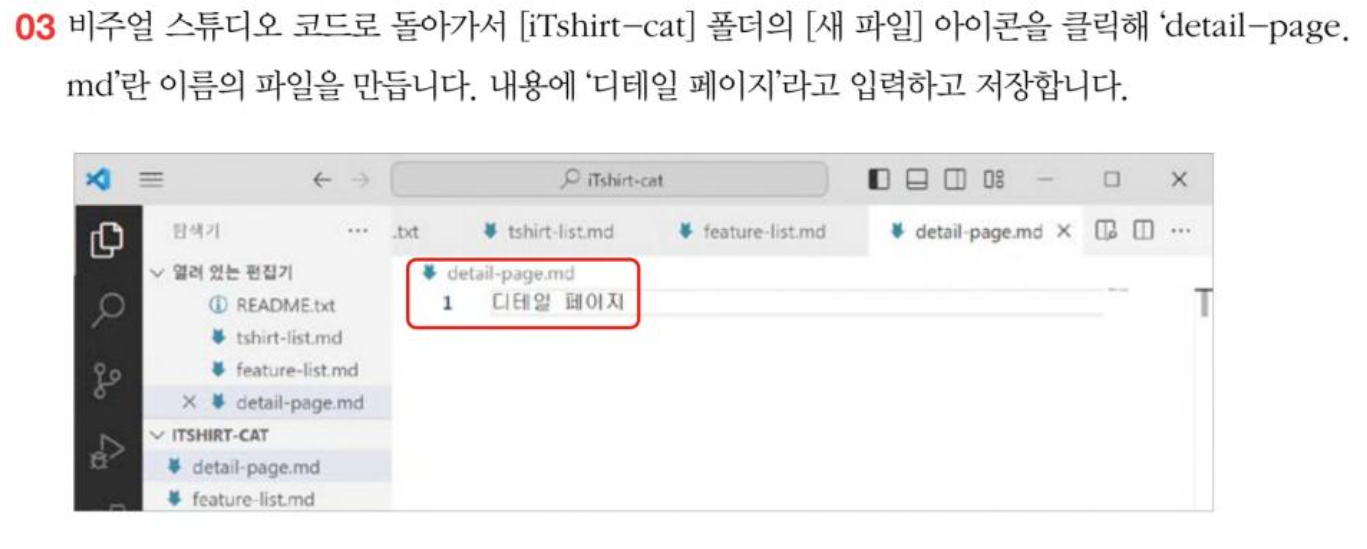 03 비주얼 스튜디오 코드로 돌아가서 [iTshirt-cat] 폴더의 [새 파일] 아이콘을 클릭해 ‘detail-page.
md’란 이름의 파일을 만듭니다. 내용에 ‘디테일 페이지’라고 입력하고 저장합니다.
iTshirt-cat
탐색기 ... .txt tshirt-list.md feature-list.md detail-page.md
열려 있는 편집기
detail-page.md
README.txt
1 디테일 페이지
tshirt-list.md
feature-list.md
detail-page.md
ITSHIRT-CAT
detail-page.md
feature-list.md